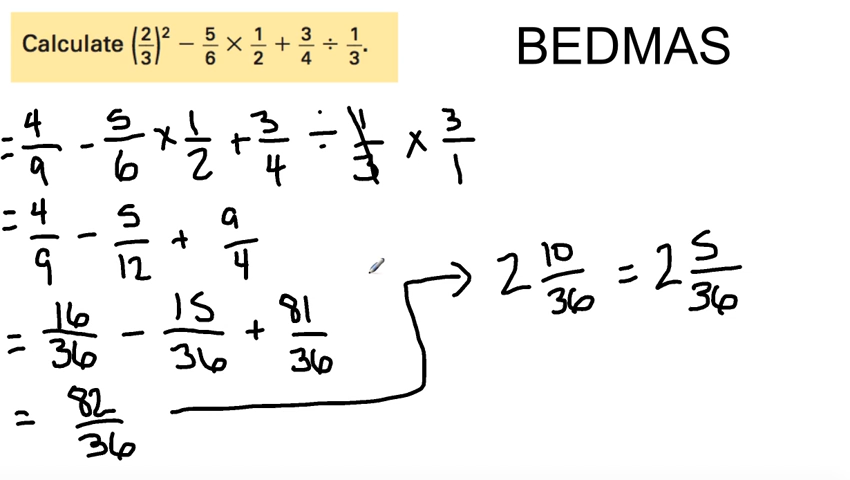 Calculate (2/3)² − 5/6 × 1/2 + 3/4 ÷ 1/3.
BEDMAS
= 4/9 - 5/6 × 1/2 + 3/4 ÷ 1/3 × 3/1
= 4/9 - 5/12 + 9/4
= 16/36 - 15/36 + 81/36
= 82/36
2 10/36 = 2 5/36